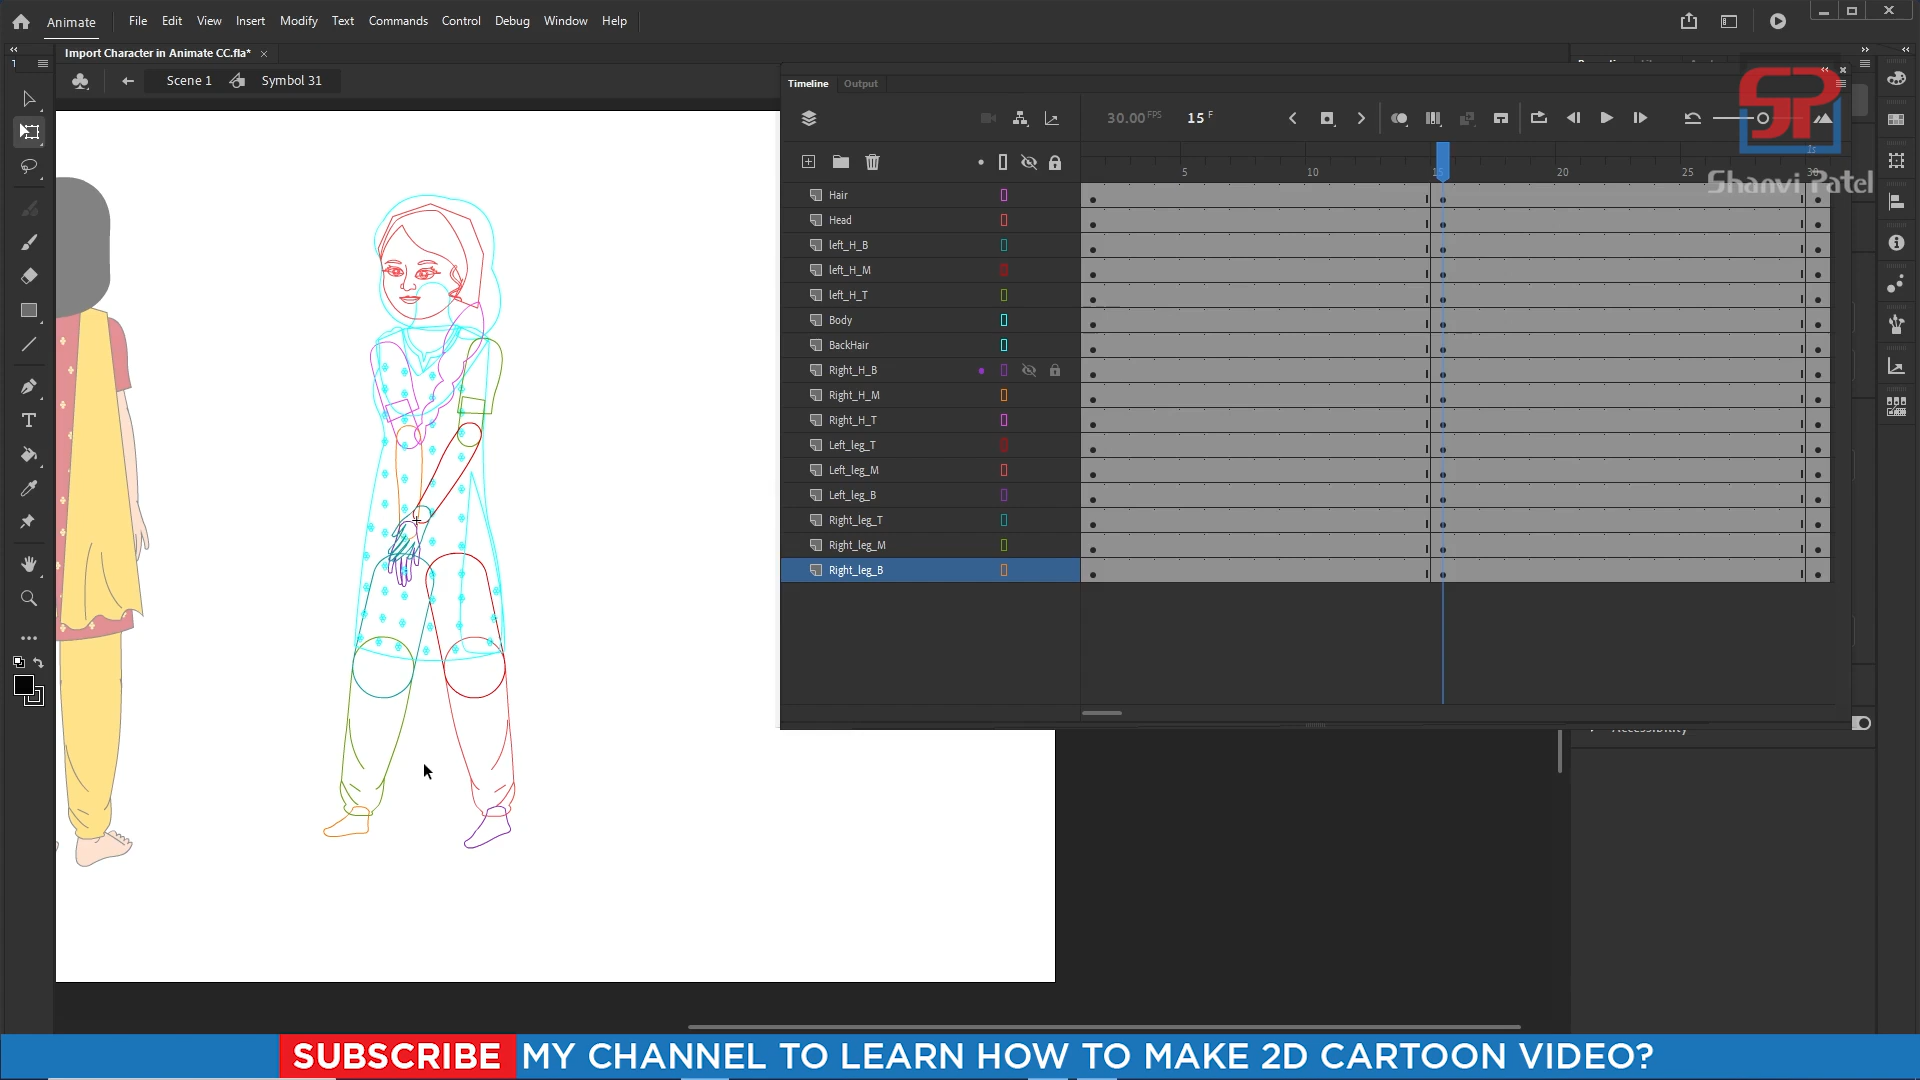 Animate
File Edit View Insert Modify Text Commands Control Debug Window Help
Import Character in Animate CC.fla*
Scene 1
Symbol 31
Timeline
Output
30.00 FPS
15 F
1s
5 10 15 20 25 30
Hair
Head
left_H_B
left_H_M
left_H_T
Body
BackHair
Right_H_B
Right_H_M
Right_H_T
Left_leg_T
Left_leg_M
Left_leg_B
Right_leg_T
Right_leg_M
Right_leg_B
SP
Shanvi Patel
SUBSCRIBE MY CHANNEL TO LEARN HOW TO MAKE 2D CARTOON VIDEO?